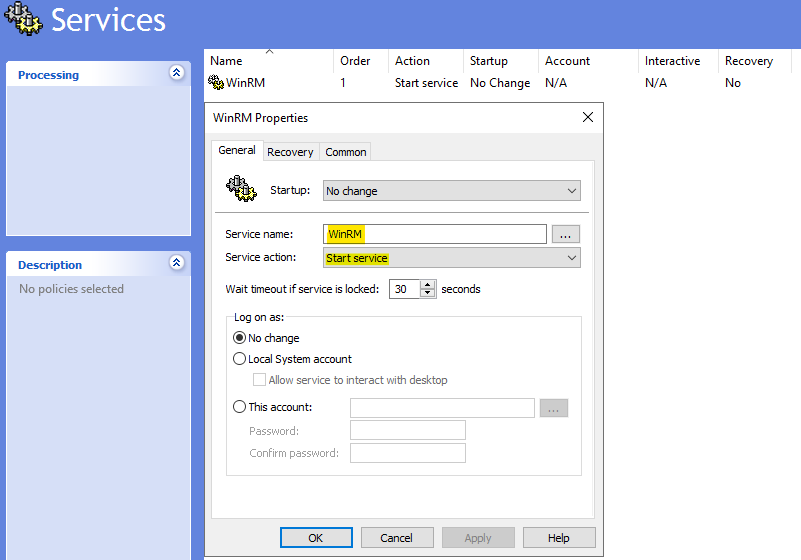 Services
Processing
Description
No policies selected
Name Order Action Startup Account Interactive Recovery
WinRM 1 Start service No Change N/A N/A No
WinRM Properties
General Recovery Common
Startup: No change
Service name: WinRM ...
Service action: Start service
Wait timeout if service is locked: 30 seconds
Log on as:
No change
Local System account
Allow service to interact with desktop
This account: ...
Password:
Confirm password:
OK Cancel Apply Help